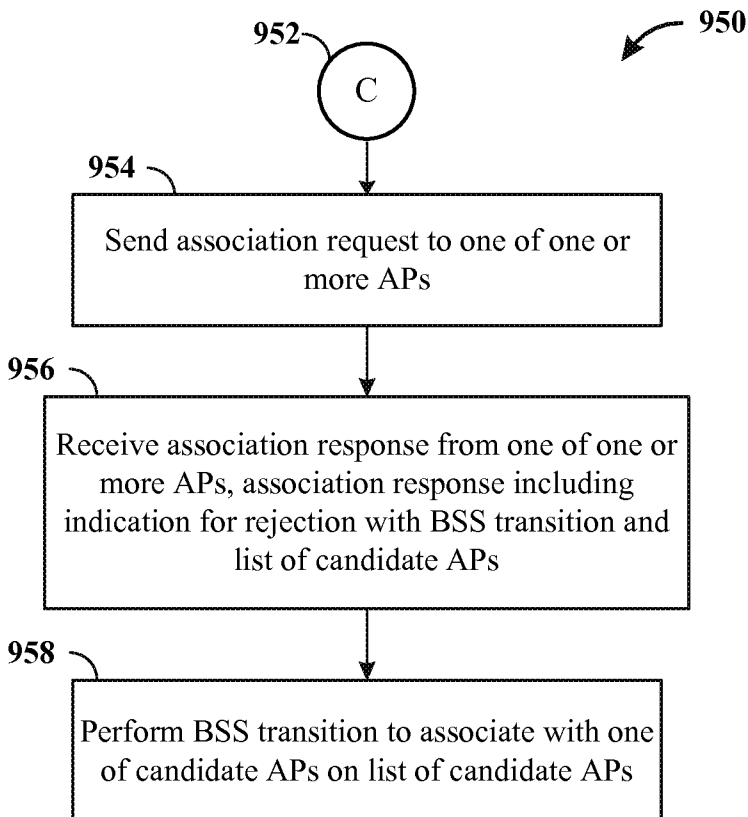 952
950
C
954
Send association request to one of one or
more APs
956
Receive association response from one of one or
more APs, association response including
indication for rejection with BSS transition and
list of candidate APs
958
Perform BSS transition to associate with one
of candidate APs on list of candidate APs